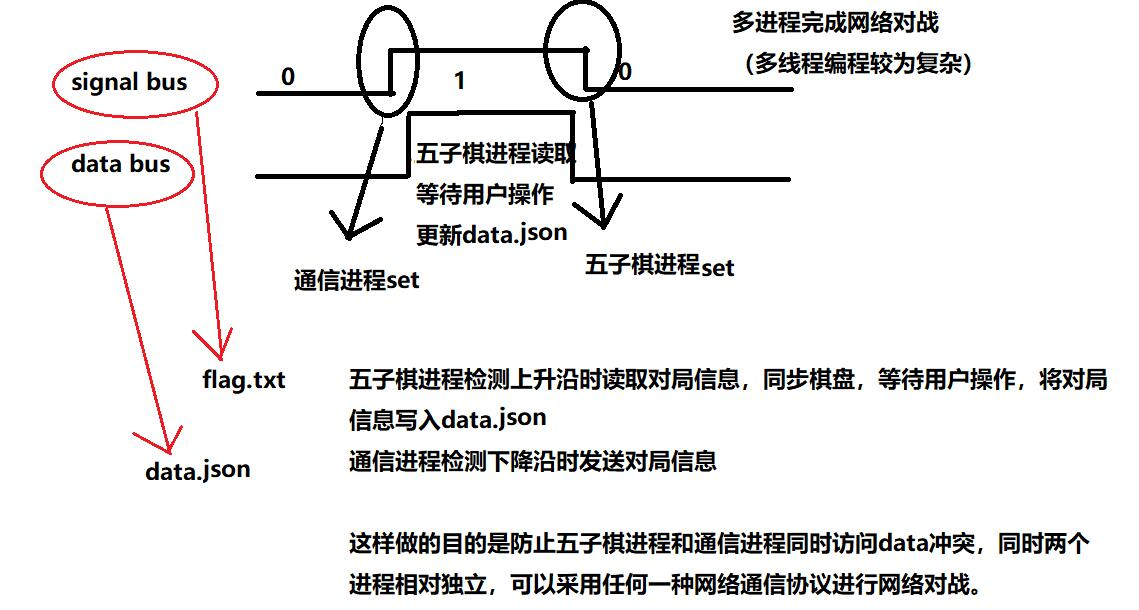 多进程完成网络对战
（多线程编程较为复杂）
signal bus
0
1
0
data bus
五子棋进程读取
等待用户操作
更新data.json
通信进程set
五子棋进程set
flag.txt
data.json
五子棋进程检测上升沿时读取对局信息，同步棋盘，等待用户操作，将对局
信息写入data.json
通信进程检测下降沿时发送对局信息
这样做的目的是防止五子棋进程和通信进程同时访问data冲突，同时两个
进程相对独立，可以采用任何一种网络通信协议进行网络对战。